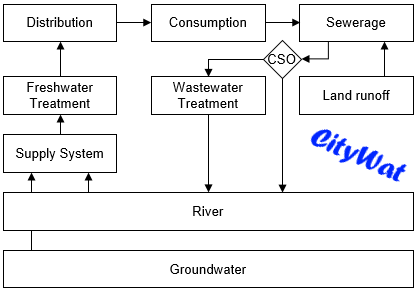 Distribution
Consumption
Sewerage
CSO
Freshwater
Treatment
Wastewater
Treatment
Land runoff
Supply System
CityWat
River
Groundwater